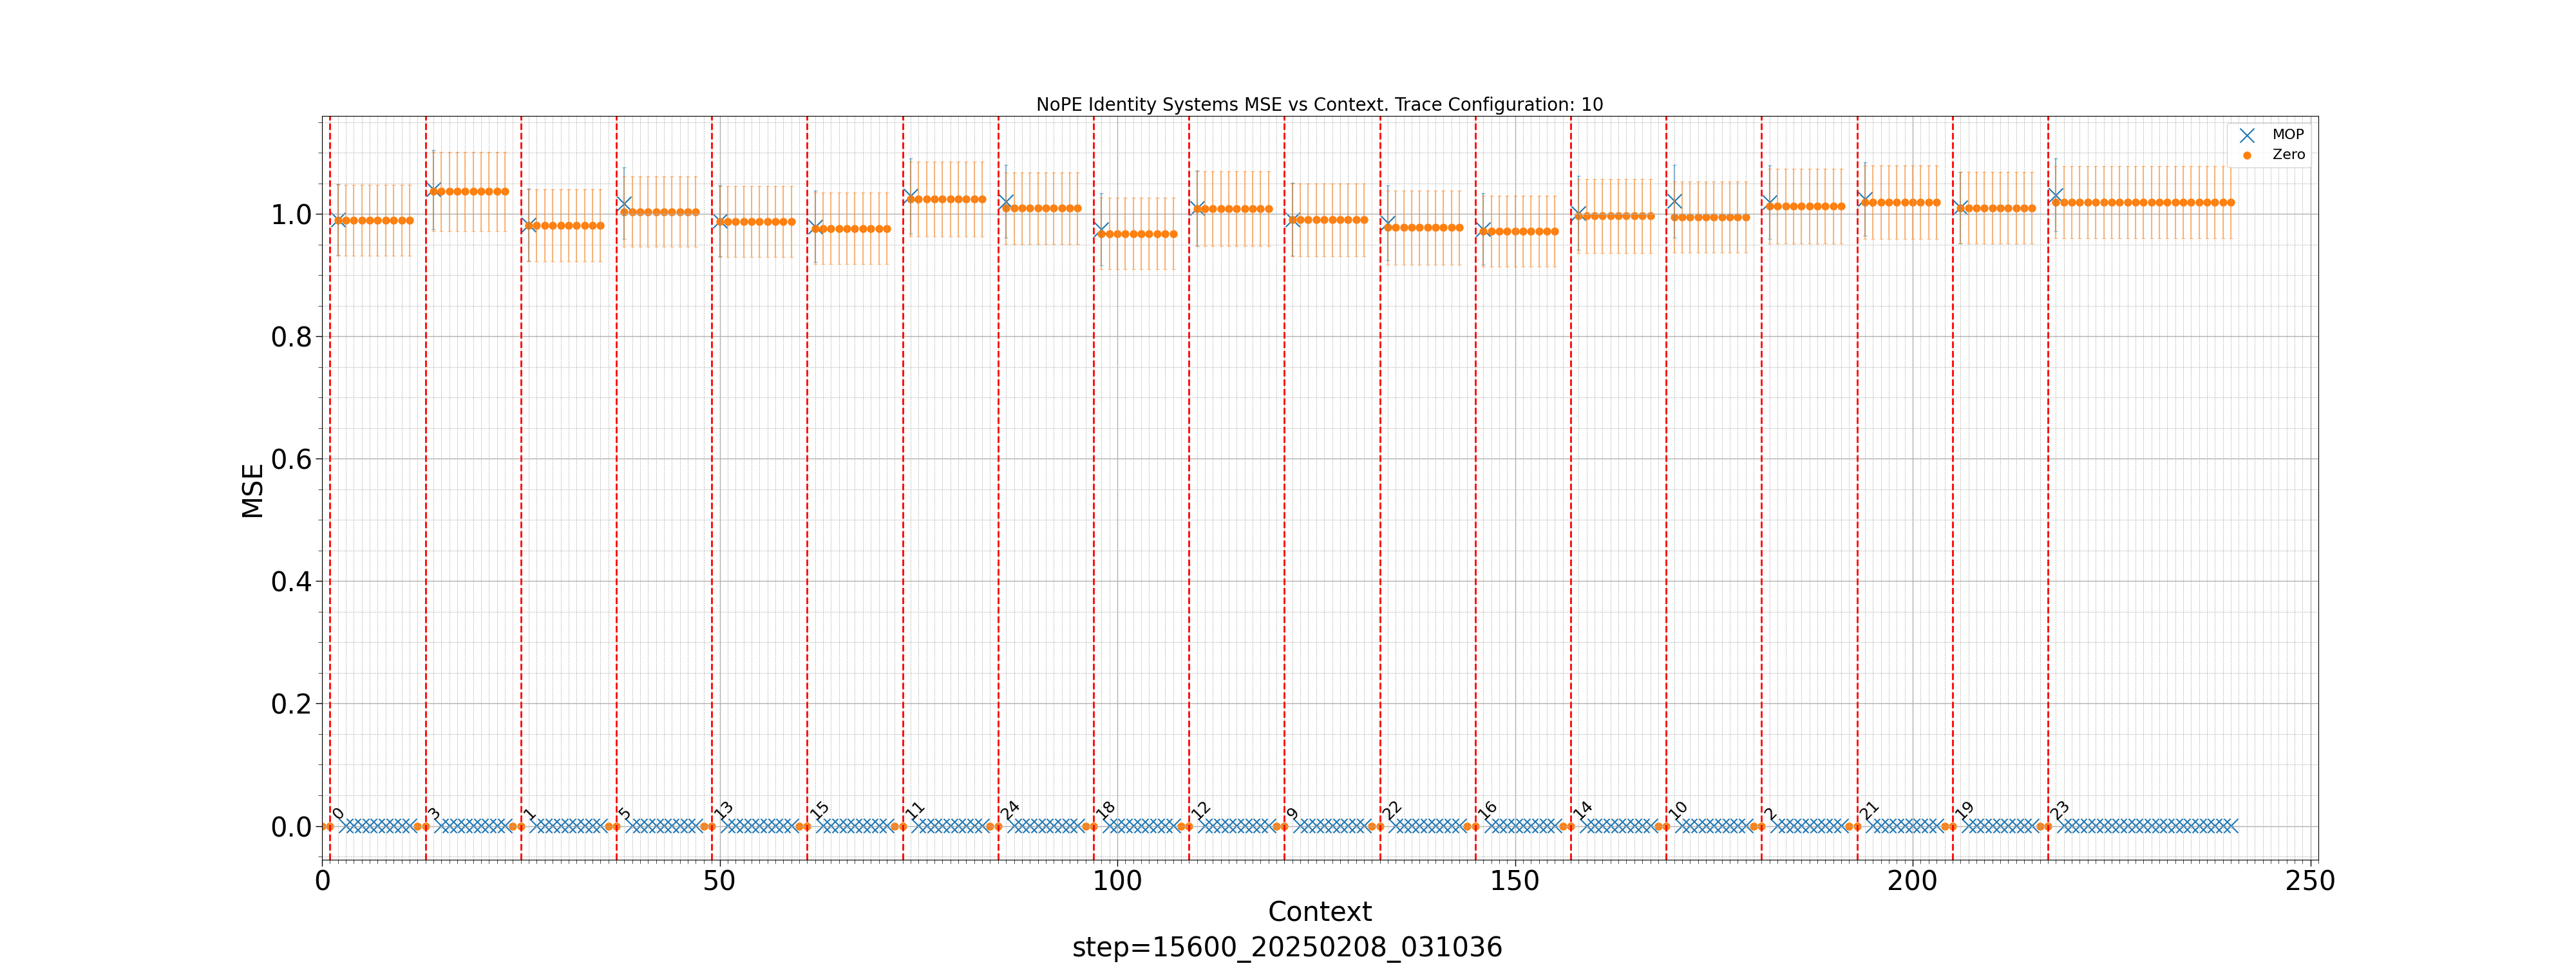 NoPE Identity Systems MSE vs Context. Trace Configuration: 10
MOP
Zero
1.0
0.8
0.6
0.4
0.2
0.0
MSE
0 3 1 5 13 15 11 24 18 12 9 22 16 14 10 2 21 19 23
0 50 100 150 200 250
Context
step=15600_20250208_031036